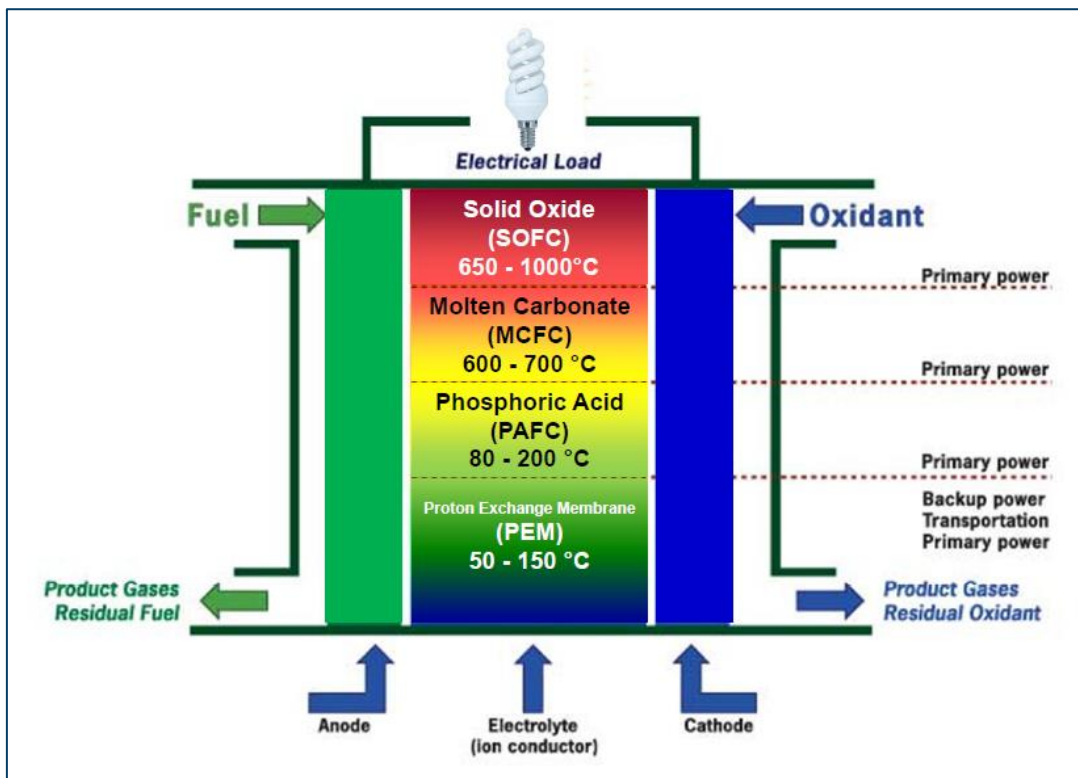 Electrical Load
Fuel
Solid Oxide
(SOFC)
650 - 1000°C
Oxidant
Primary power
Molten Carbonate
(MCFC)
600 - 700 °C
Primary power
Phosphoric Acid
(PAFC)
80 - 200 °C
Primary power
Proton Exchange Membrane
(PEM)
50 - 150 °C
Backup power
Transportation
Primary power
Product Gases
Residual Fuel
Product Gases
Residual Oxidant
Anode
Electrolyte
(ion conductor)
Cathode